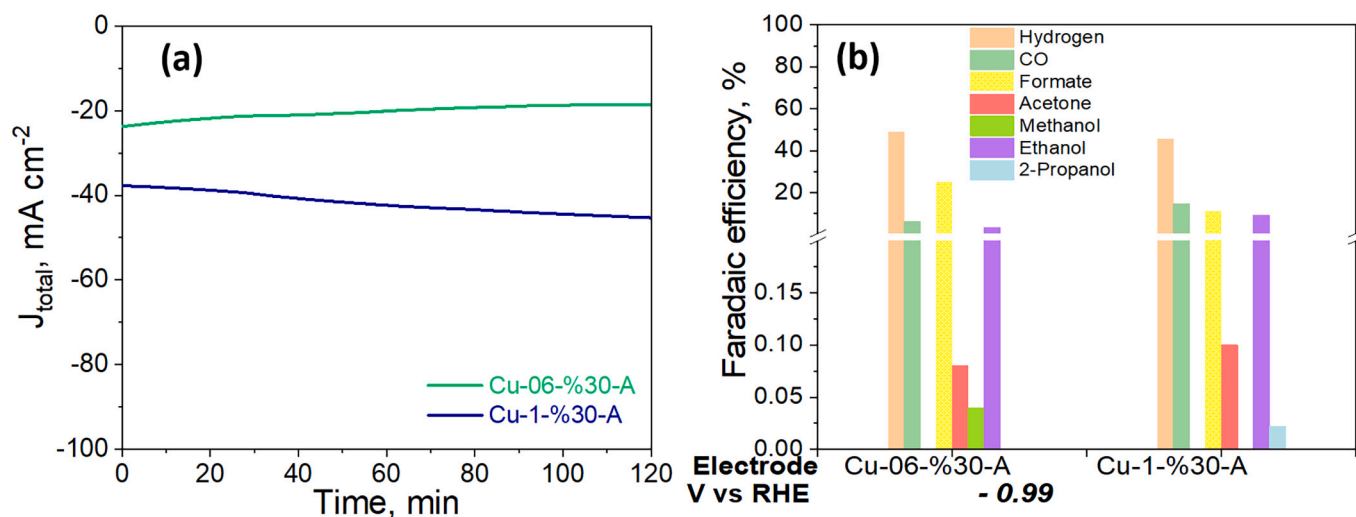 (a)
0
-20
-40
-60
-80
-100
J_total, mA cm⁻²
Cu-06-%30-A
Cu-1-%30-A
0 20 40 60 80 100 120
Time, min
(b)
100
80
60
40
20
0.15
0.10
0.05
0.00
Faradaic efficiency, %
Hydrogen
CO
Formate
Acetone
Methanol
Ethanol
2-Propanol
Electrode Cu-06-%30-A Cu-1-%30-A
V vs RHE - 0.99